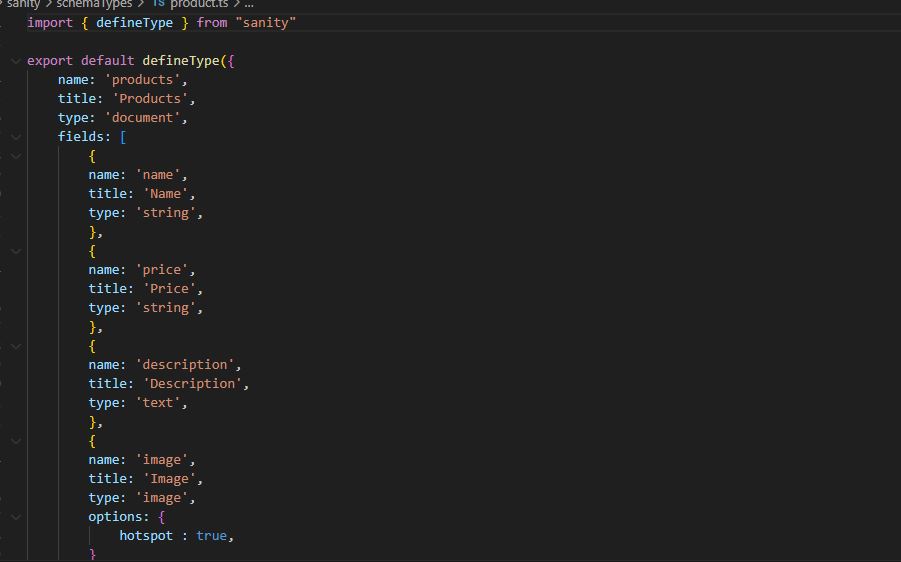 sanity > schemaTypes > TS product.ts > ...
import { defineType } from "sanity"
export default defineType({
name: 'products',
title: 'Products',
type: 'document',
fields: [
{
name: 'name',
title: 'Name',
type: 'string',
},
{
name: 'price',
title: 'Price',
type: 'string',
},
{
name: 'description',
title: 'Description',
type: 'text',
},
{
name: 'image',
title: 'Image',
type: 'image',
options: {
hotspot : true,
}